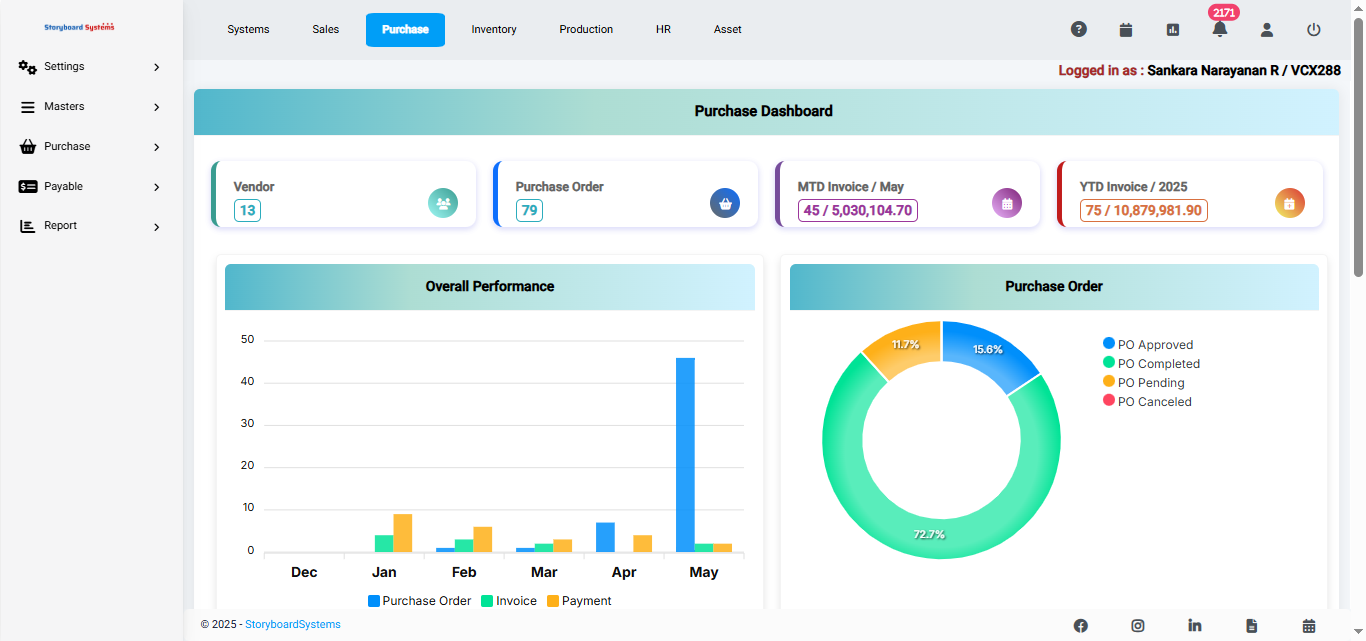 Storyboard Systems
Systems Sales Purchase Inventory Production HR Asset
2171
Logged in as : Sankara Narayanan R / VCX288
Settings
Masters
Purchase
Payable
Report
Purchase Dashboard
Vendor
13
Purchase Order
79
MTD Invoice / May
45 / 5,030,104.70
YTD Invoice / 2025
75 / 10,879,981.90
Overall Performance
50
40
30
20
10
0
Dec Jan Feb Mar Apr May
Purchase Order Invoice Payment
Purchase Order
11.7%
15.6%
72.7%
PO Approved
PO Completed
PO Pending
PO Canceled
© 2025 - StoryboardSystems